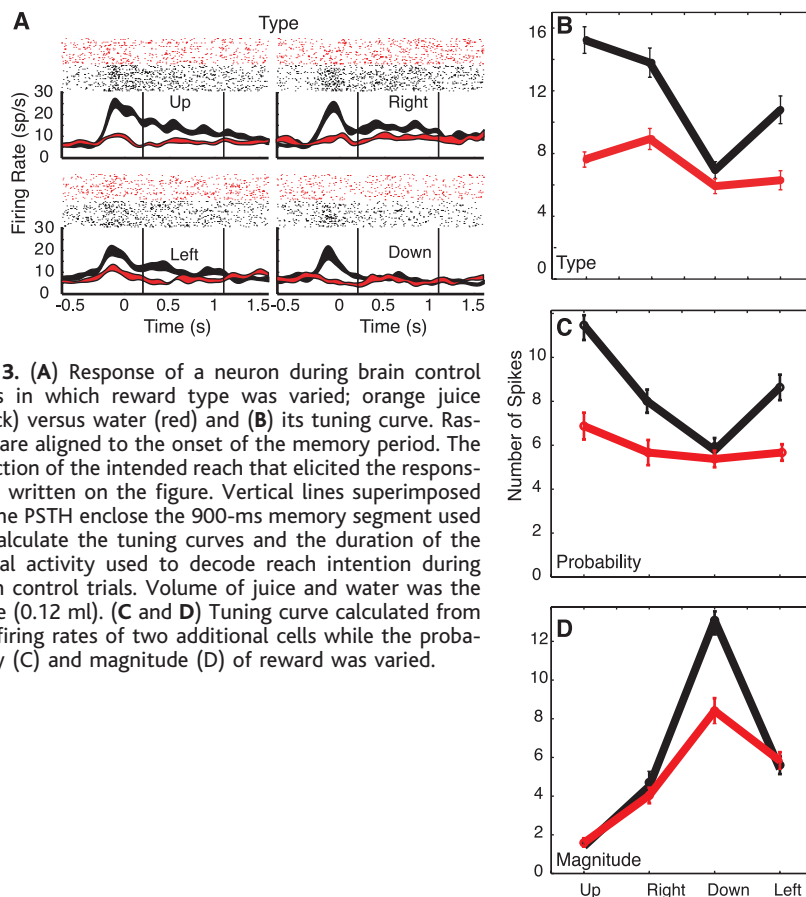 A
Type
30
20
10
0
Up
Right
Firing Rate (sp/s)
30
20
10
0
Left
Down
-0.5 0 0.5 1 1.5 -0.5 0 0.5 1 1.5
Time (s) Time (s)
3. (A) Response of a neuron during brain control
s in which reward type was varied; orange juice
ck) versus water (red) and (B) its tuning curve. Ras-
are aligned to the onset of the memory period. The
ction of the intended reach that elicited the respons-
written on the figure. Vertical lines superimposed
he PSTH enclose the 900-ms memory segment used
alculate the tuning curves and the duration of the
al activity used to decode reach intention during
n control trials. Volume of juice and water was the
e (0.12 ml). (C and D) Tuning curve calculated from
firing rates of two additional cells while the proba-
y (C) and magnitude (D) of reward was varied.
B
16
12
8
4
0
Type
C
10
8
6
4
2
0
Probability
Number of Spikes
D
12
10
8
6
4
2
0
Magnitude
Up Right Down Left